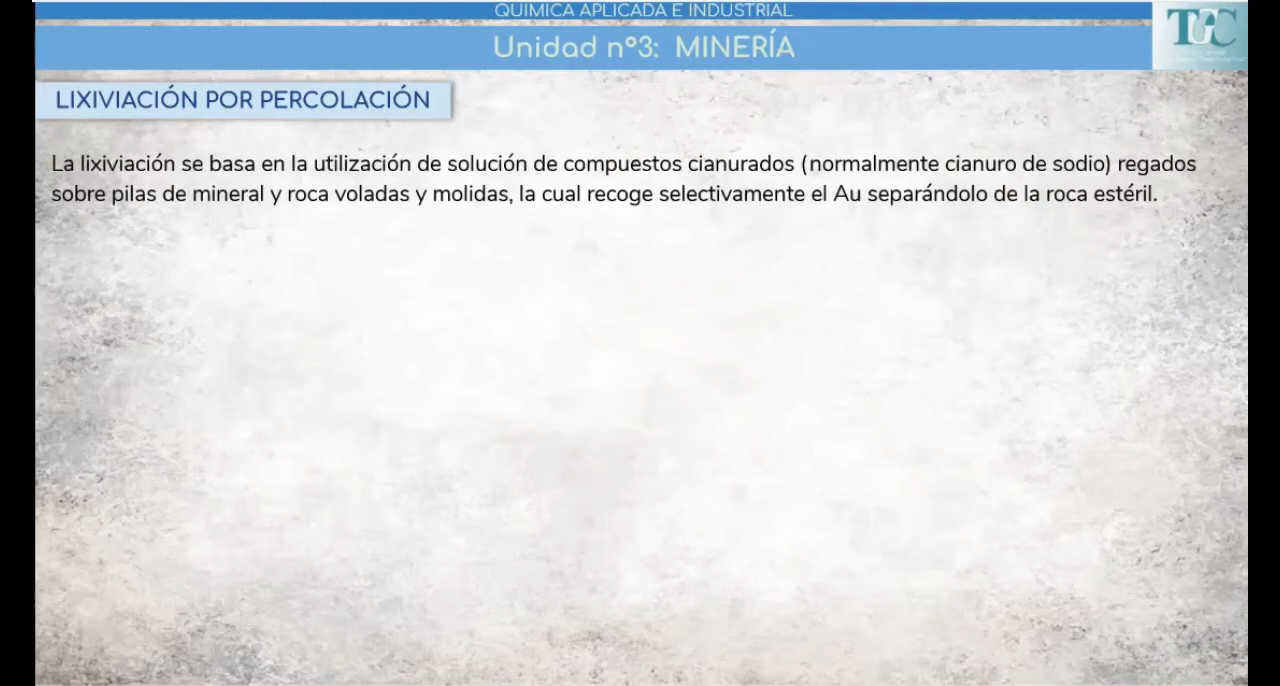 QUIMICA APLICADA E INDUSTRIAL
Unidad nº3: MINERÍA
TGC
LIXIVIACIÓN POR PERCOLACIÓN
La lixiviación se basa en la utilización de solución de compuestos cianurados (normalmente cianuro de sodio) regados
sobre pilas de mineral y roca voladas y molidas, la cual recoge selectivamente el Au separándolo de la roca estéril.